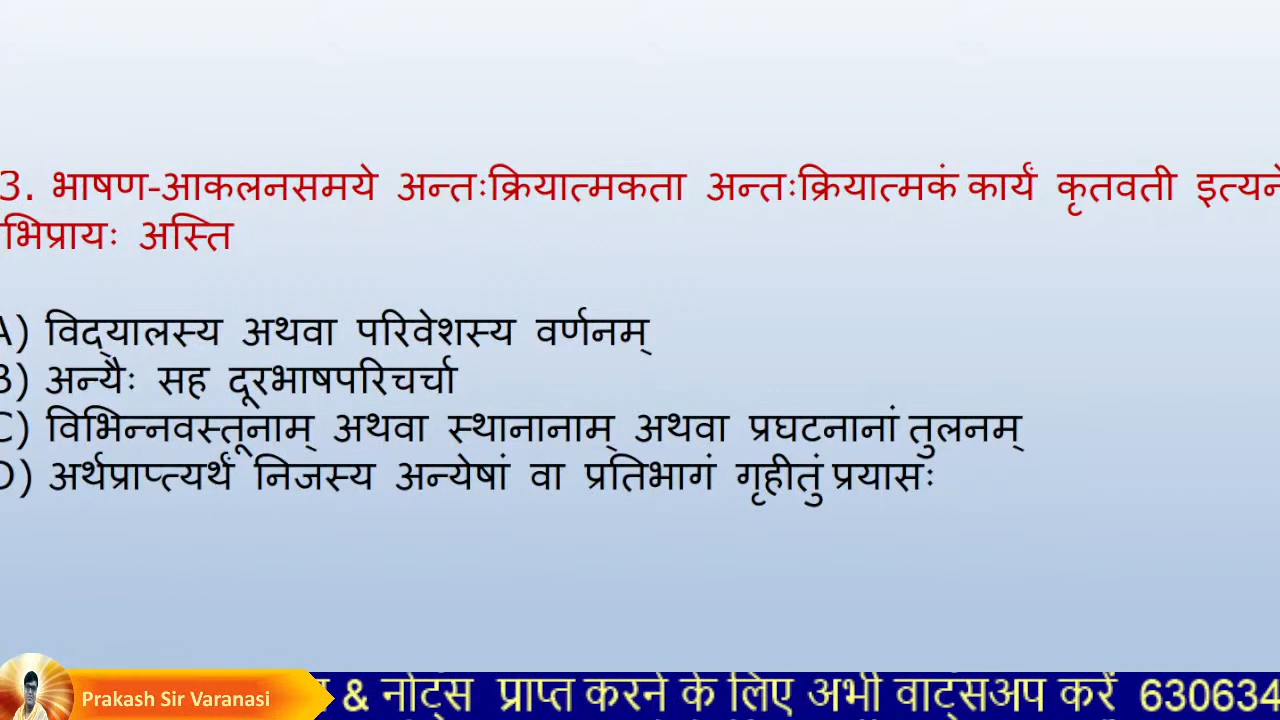 3. भाषण-आकलनसमये अन्तःक्रियात्मकता अन्तःक्रियात्मकं कार्यं कृतवती इत्यने
भिप्रायः अस्ति
A) विद्यालस्य अथवा परिवेशस्य वर्णनम्
B) अन्यैः सह दूरभाषपरिचर्चा
C) विभिन्नवस्तूनाम् अथवा स्थानानाम् अथवा प्रघटनानां तुलनम्
D) अर्थप्राप्त्यर्थं निजस्य अन्येषां वा प्रतिभागं गृहीतुं प्रयासः
Prakash Sir Varanasi
& नोट्स प्राप्त करने के लिए अभी वाट्सअप करें 630634